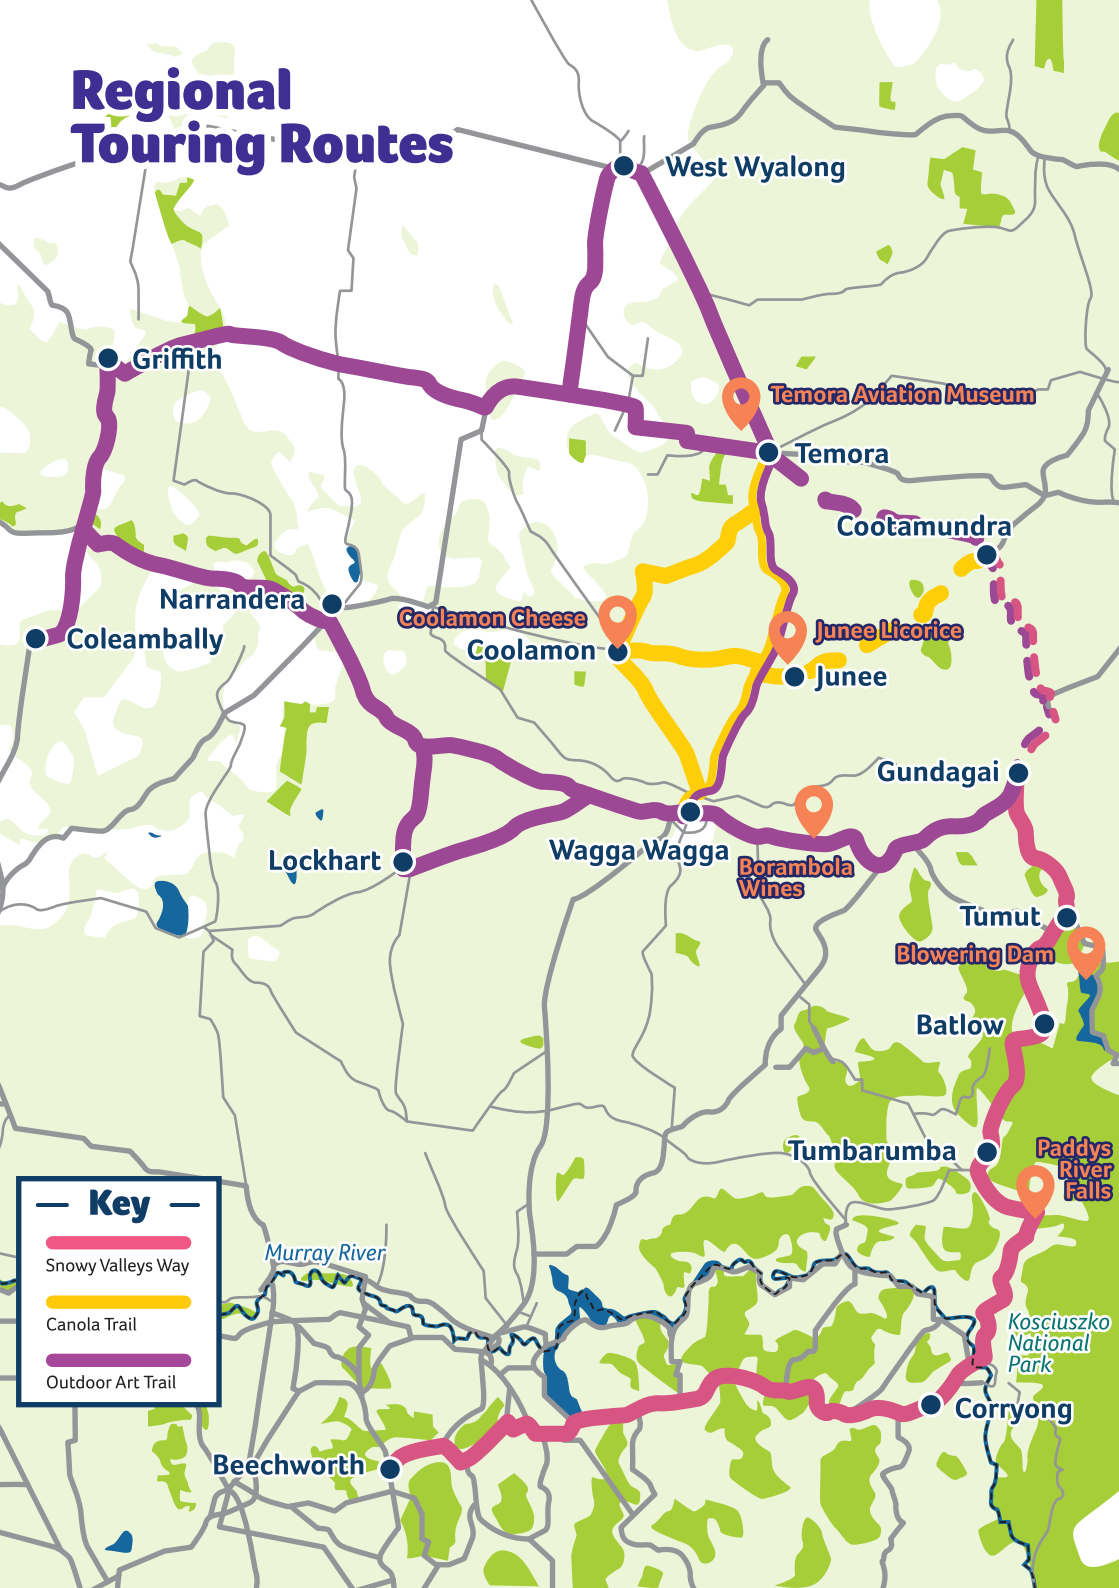 Regional
Touring Routes
West Wyalong
Griffith
Temora Aviation Museum
Temora
Cootamundra
Narrandera
Coolamon Cheese
Junee Licorice
Coleambally
Coolamon
Junee
Gundagai
Lockhart
Wagga Wagga
Borambola
Wines
Tumut
Blowering Dam
Batlow
Tumbarumba
Paddys
River
Falls
Key
Snowy Valleys Way
Canola Trail
Outdoor Art Trail
Murray River
Kosciuszko
National
Park
Corryong
Beechworth